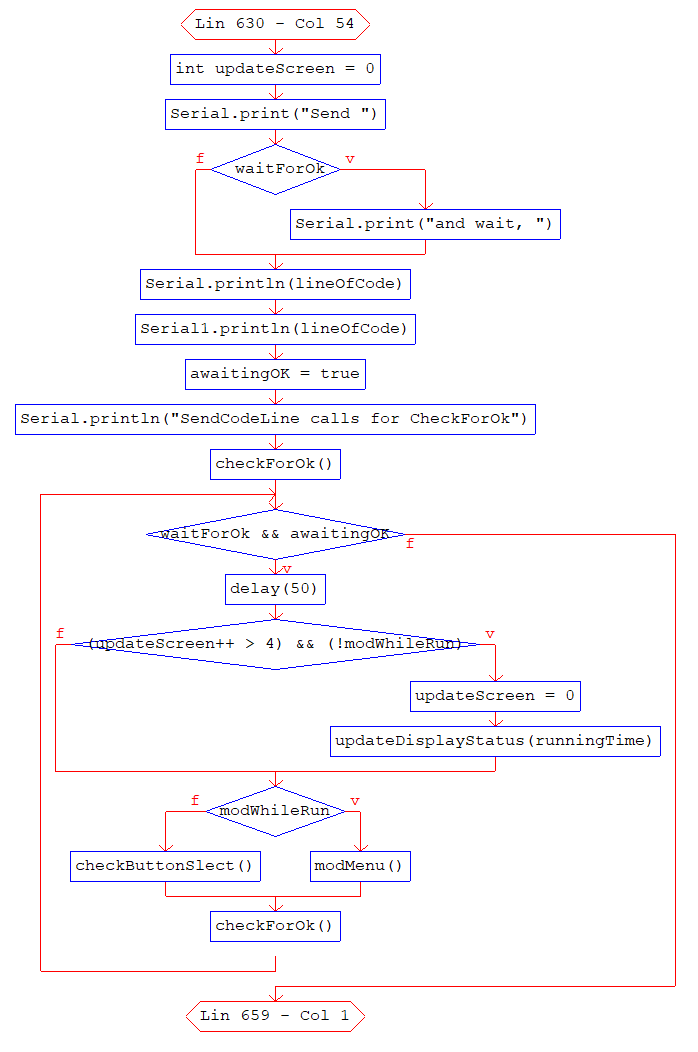 Lin 630 - Col 54
int updateScreen = 0
Serial.print("Send ")
f
v
waitForOk
Serial.print("and wait, ")
Serial.println(lineOfCode)
Serial1.println(lineOfCode)
awaitingOK = true
Serial.println("SendCodeLine calls for CheckForOk")
checkForOk()
waitForOk && awaitingOK
f
v
delay(50)
f
v
(updateScreen++ > 4) && (!modWhileRun)
updateScreen = 0
updateDisplayStatus(runningTime)
f
v
modWhileRun
checkButtonSlect()
modMenu()
checkForOk()
Lin 659 - Col 1